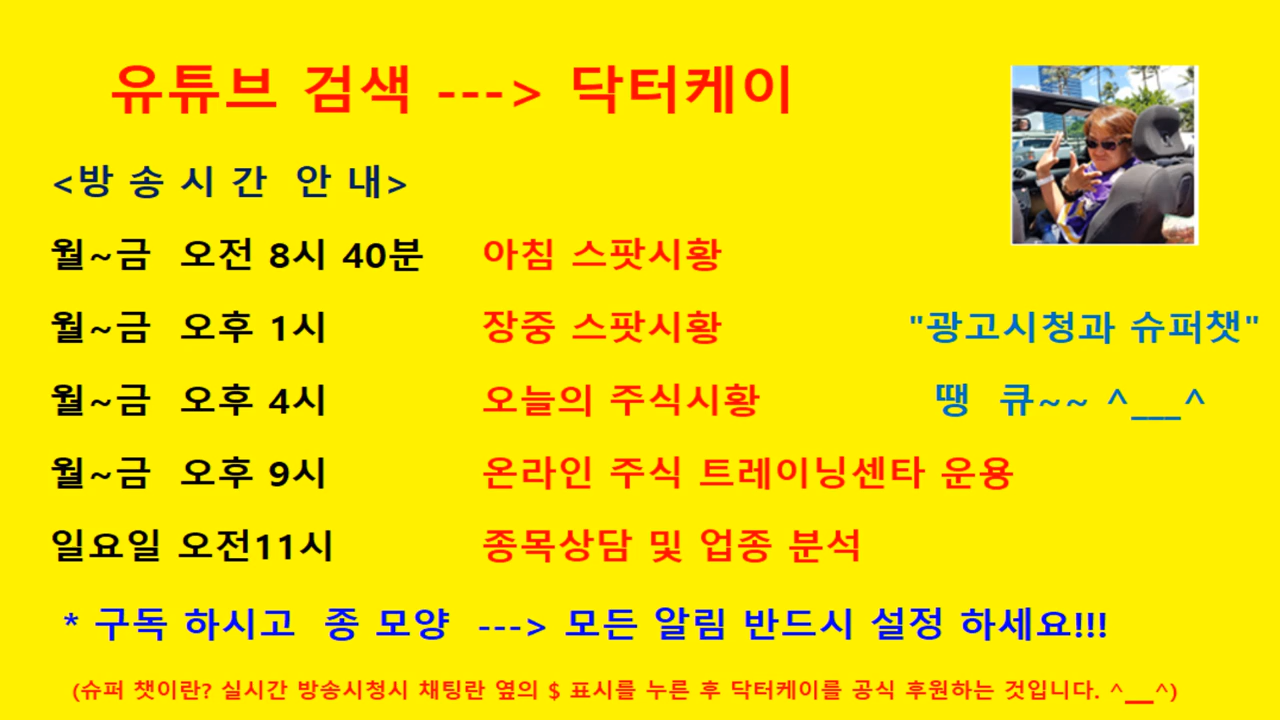 유튜브 검색 ---> 닥터케이
<방 송 시 간 안 내>
월~금 오전 8시 40분 아침 스팟시황
월~금 오후 1시 장중 스팟시황 "광고시청과 슈퍼챗"
월~금 오후 4시 오늘의 주식시황 땡 큐~~ ^___^
월~금 오후 9시 온라인 주식 트레이닝센타 운용
일요일 오전11시 종목상담 및 업종 분석
* 구독 하시고 종 모양 ---> 모든 알림 반드시 설정 하세요!!!
(슈퍼 챗이란? 실시간 방송시청시 채팅란 옆의 $ 표시를 누른 후 닥터케이를 공식 후원하는 것입니다. ^__^)